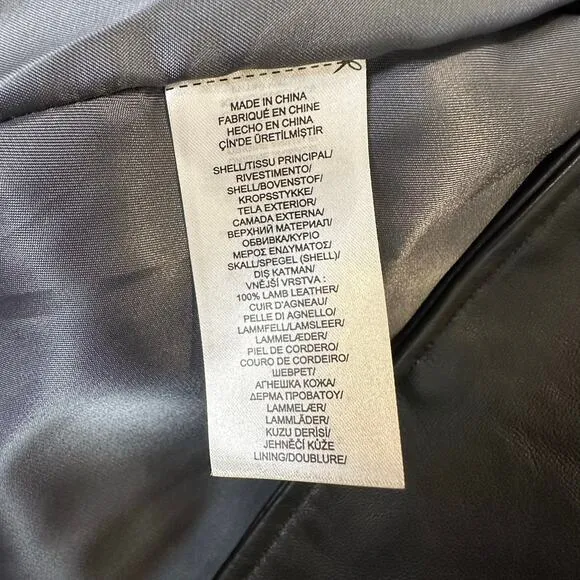 MADE IN CHINA
FABRIQUÉ EN CHINE
HECHO EN CHINA
ÇİN'DE ÜRETİLMİŞTİR
SHELL/TISSU PRINCIPAL/
RIVESTIMENTO/
SHELL/BOVENSTOF/
KROPSSTYKKE/
TELA EXTERIOR/
CAMADA EXTERNA/
ВЕРХНИЙ МАТЕРИАЛ/
ОБВИВКА/ΚΥΡΙΟ
ΜΕΡΟΣ ΕΝΔΥΜΑΤΟΣ/
SKALL/SPEGEL (SHELL)/
DIŞ KATMAN/
VNĚJŠÍ VRSTVA :
100% LAMB LEATHER/
CUIR D'AGNEAU/
PELLE DI AGNELLO/
LAMMFELL/LAMSLEER/
LAMMELÆDER/
PIEL DE CORDERO/
COURO DE CORDEIRO/
ШЕВРЕТ/
АГНЕШКА КОЖА/
ΔΕΡΜΑ ΠΡΟΒΑΤΟΥ/
LAMMELÆR/
LAMMLÄDER/
KUZU DERİSİ/
JEHNĚČÍ KŮŽE
LINING/DOUBLURE/